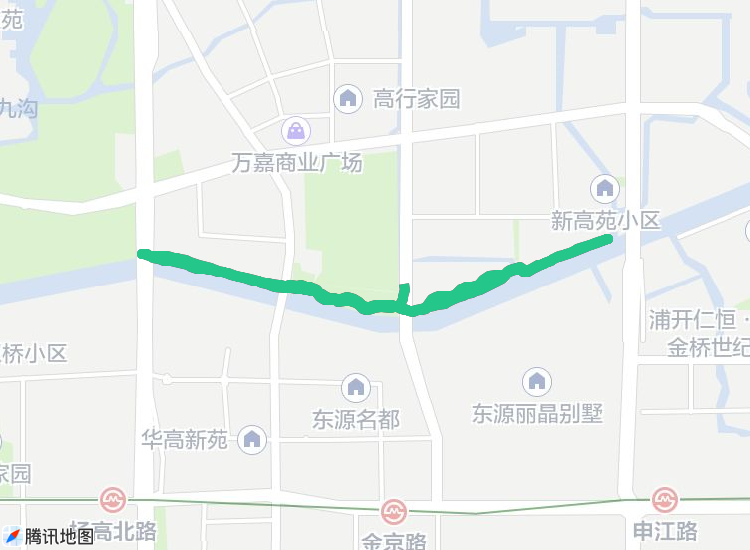 苑
九沟
高行家园
万嘉商业广场
新高苑小区
浦开仁恒·
金桥世纪
桥小区
东源名都
东源丽晶别墅
华高新苑
家园
杨高北路
金京路
申江路
腾讯地图